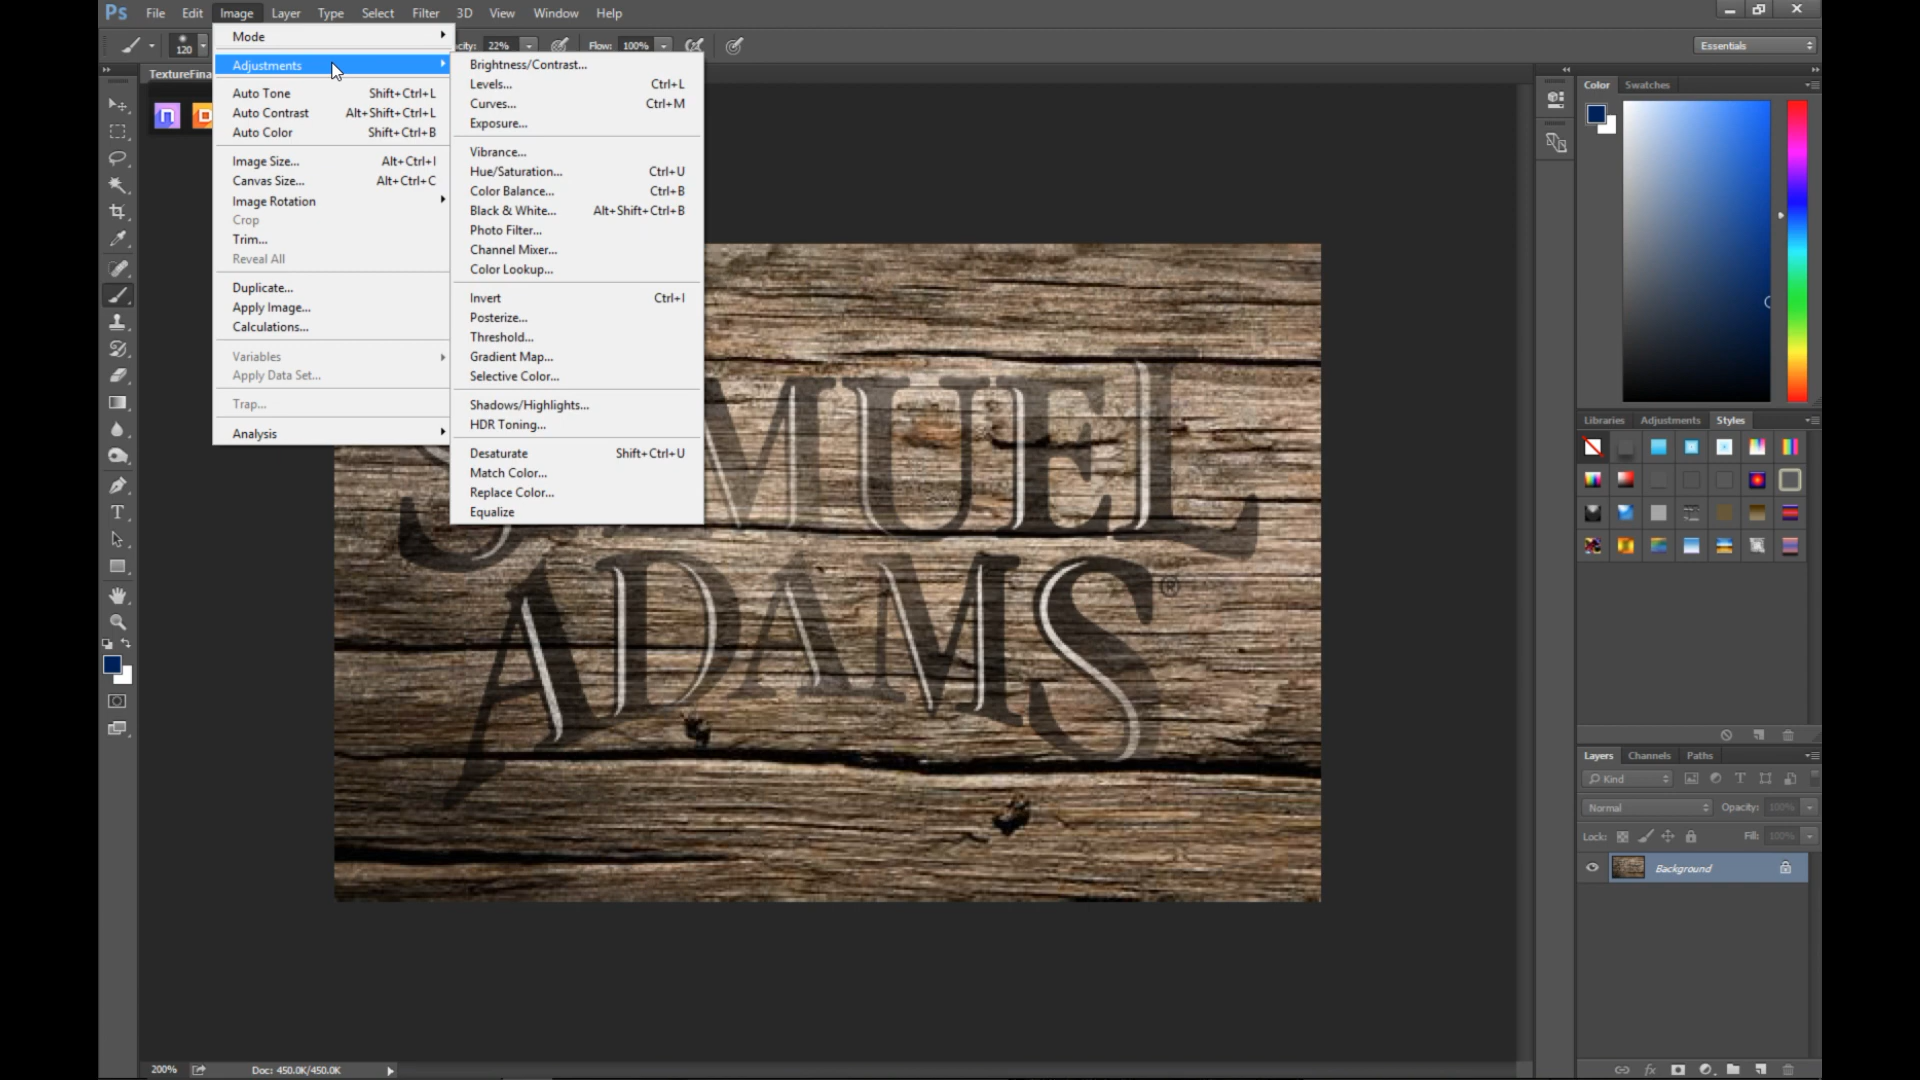 Ps File Edit Image Layer Type Select Filter 3D View Window Help
120 22% Flow: 100% Essentials
TextureFina
Mode
Adjustments
Auto Tone Shift+Ctrl+L
Auto Contrast Alt+Shift+Ctrl+L
Auto Color Shift+Ctrl+B
Image Size... Alt+Ctrl+I
Canvas Size... Alt+Ctrl+C
Image Rotation
Crop
Trim...
Reveal All
Duplicate...
Apply Image...
Calculations...
Variables
Apply Data Set...
Trap...
Analysis
Brightness/Contrast...
Levels... Ctrl+L
Curves... Ctrl+M
Exposure...
Vibrance...
Hue/Saturation... Ctrl+U
Color Balance... Ctrl+B
Black & White... Alt+Shift+Ctrl+B
Photo Filter...
Channel Mixer...
Color Lookup...
Invert Ctrl+I
Posterize...
Threshold...
Gradient Map...
Selective Color...
Shadows/Highlights...
HDR Toning...
Desaturate Shift+Ctrl+U
Match Color...
Replace Color...
Equalize
MUEL
ADAMS®
Color Swatches
Libraries Adjustments Styles
Layers Channels Paths
Kind
Normal Opacity: 100%
Lock: Fill: 100%
Background
200% Doc: 450.0K/450.0K